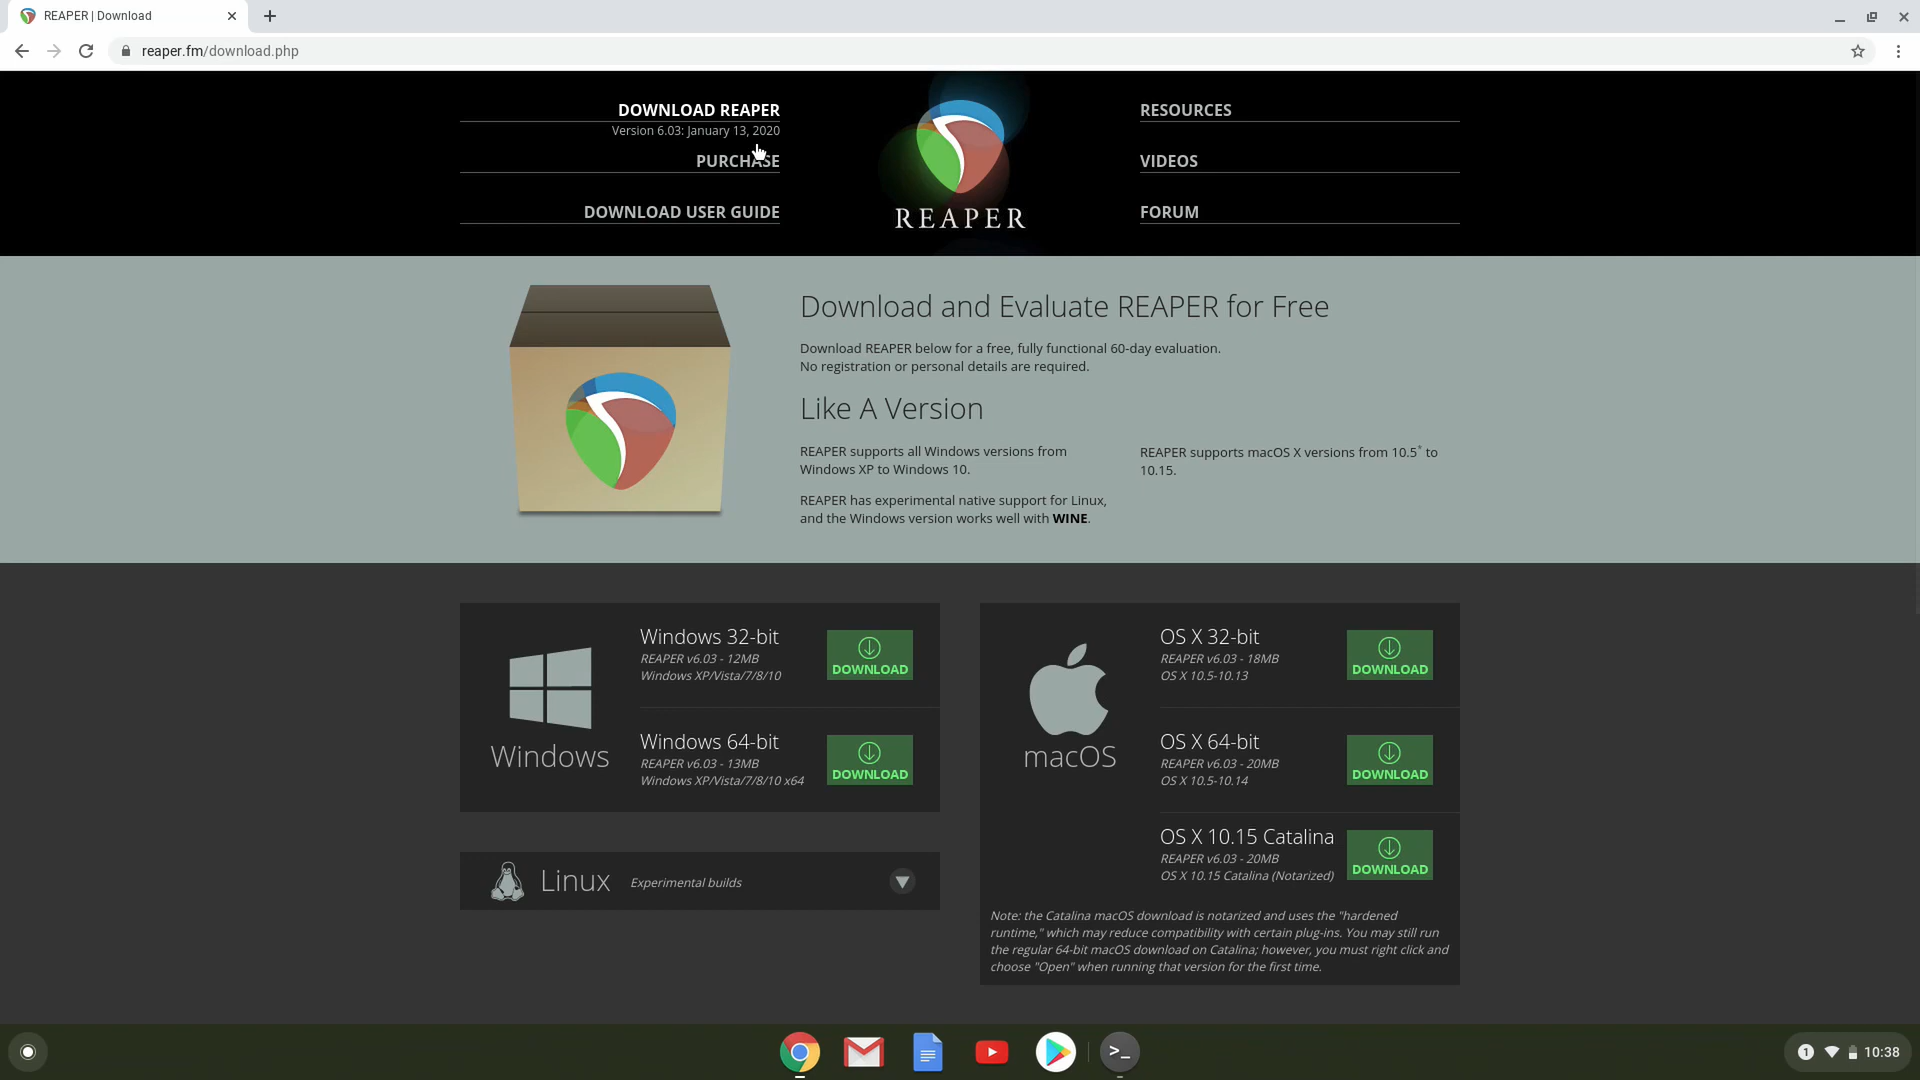 REAPER | Download
reaper.fm/download.php
DOWNLOAD REAPER
Version 6.03: January 13, 2020
PURCHASE
DOWNLOAD USER GUIDE
REAPER
RESOURCES
VIDEOS
FORUM
Download and Evaluate REAPER for Free
Download REAPER below for a free, fully functional 60-day evaluation.
No registration or personal details are required.
Like A Version
REAPER supports all Windows versions from
Windows XP to Windows 10.
REAPER has experimental native support for Linux,
and the Windows version works well with WINE.
REAPER supports macOS X versions from 10.5* to
10.15.
Windows
Windows 32-bit
REAPER v6.03 - 12MB
Windows XP/Vista/7/8/10
DOWNLOAD
Windows 64-bit
REAPER v6.03 - 13MB
Windows XP/Vista/7/8/10 x64
DOWNLOAD
Linux Experimental builds
macOS
OS X 32-bit
REAPER v6.03 - 18MB
OS X 10.5-10.13
DOWNLOAD
OS X 64-bit
REAPER v6.03 - 20MB
OS X 10.5-10.14
DOWNLOAD
OS X 10.15 Catalina
REAPER v6.03 - 20MB
OS X 10.15 Catalina (Notarized)
DOWNLOAD
Note: the Catalina macOS download is notarized and uses the "hardened
runtime," which may reduce compatibility with certain plug-ins. You may still run
the regular 64-bit macOS download on Catalina; however, you must right click and
choose "Open" when running that version for the first time.
>_
1 10:38